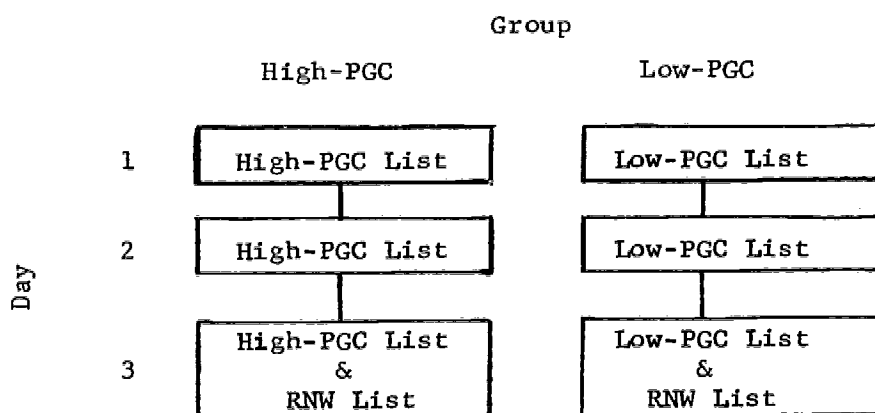 Group
High-PGC Low-PGC
1 High-PGC List Low-PGC List
2 High-PGC List Low-PGC List
Day
High-PGC List Low-PGC List
3 & &
RNW List RNW List